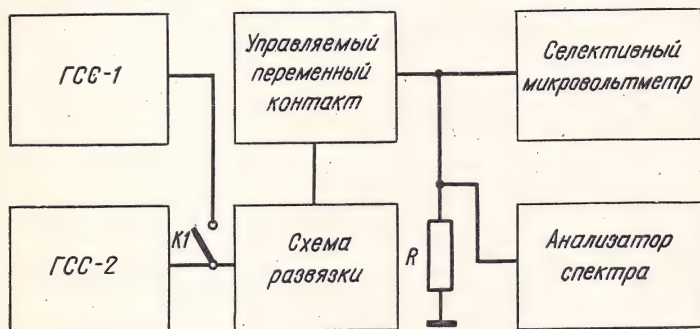 ГСС-1
Управляемый
переменный
контакт
Селективный
микровольтметр
ГСС-2
К1
Схема
развязки
R
Анализатор
спектра